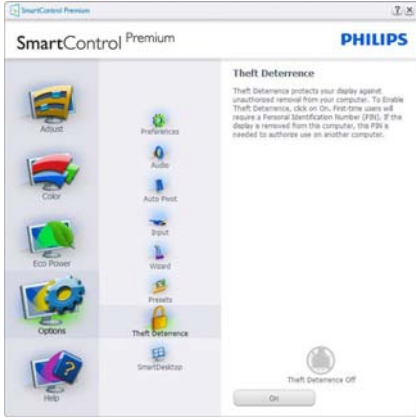 SmartControl Premium
SmartControl Premium
PHILIPS
Adjust
Color
Eco Power
Options
Help
Preferences
Audio
Auto Pivot
Input
Wizard
Presets
Theft Deterrence
SmartDesktop
Theft Deterrence
Theft Deterrence protects your display against
unauthorized removal from your computer. To Enable
Theft Deterrence, click on On. First-time users will
require a Personal Identification Number (PIN). If the
display is removed from this computer, this PIN is
needed to authorize use on another computer.
Theft Deterrence Off
On